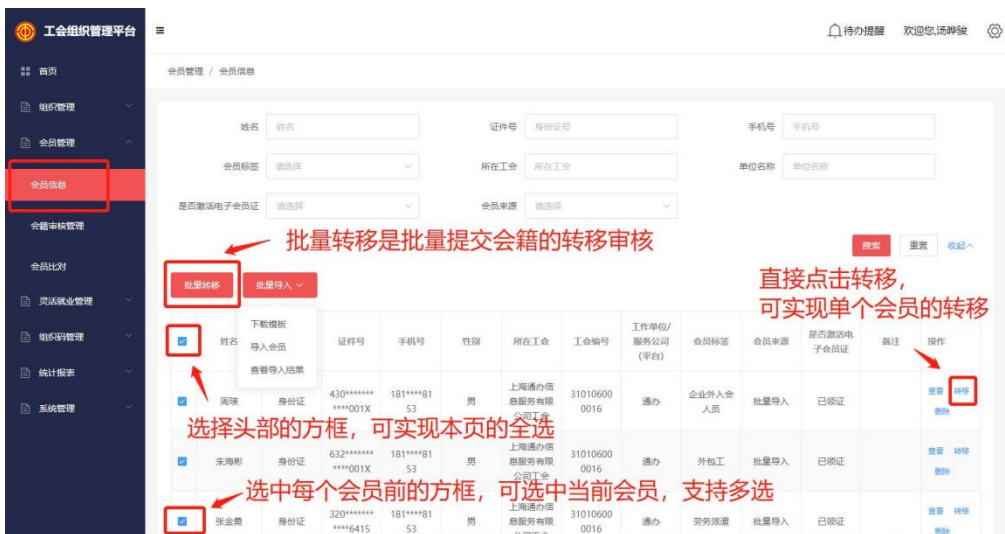 工会组织管理平台
待办提醒 欢迎您,汤晔骏
首页
组织管理
会员管理
会员信息
会籍审核管理
会员比对
灵活就业管理
组织码管理
统计报表
系统管理
会员管理 / 会员信息
姓名 姓名 证件号 身份证号 手机号 手机号
会员标签 请选择 所在工会 所在工会 单位名称 单位名称
是否激活电子会员证 请选择 会员来源 请选择
批量转移是批量提交会籍的转移审核
搜索 重置 收起
直接点击转移,
可实现单个会员的转移
批量转移 批量导入
下载模板
导入会员
查看导入结果
姓名 证件号 手机号 性别 所在工会 工会编号 工作单位/服务公司(平台) 会员标签 会员来源 是否激活电子会员证 备注 操作
周瑛 身份证 430***********001X 181****8153 男 上海通办信息服务有限公司工会 310106000016 通办 企业外入会人员 批量导入 已领证 查看 转移 删除
选择头部的方框，可实现本页的全选
朱海彬 身份证 632***********001X 181****8153 男 上海通办信息服务有限公司工会 310106000016 通办 外包工 批量导入 已领证 查看 转移 删除
选中每个会员前的方框，可选中当前会员，支持多选
张金勇 身份证 320***********6415 181****8153 男 上海通办信息服务有限公司工会 310106000016 通办 劳务派遣 批量导入 已领证 查看 转移 删除